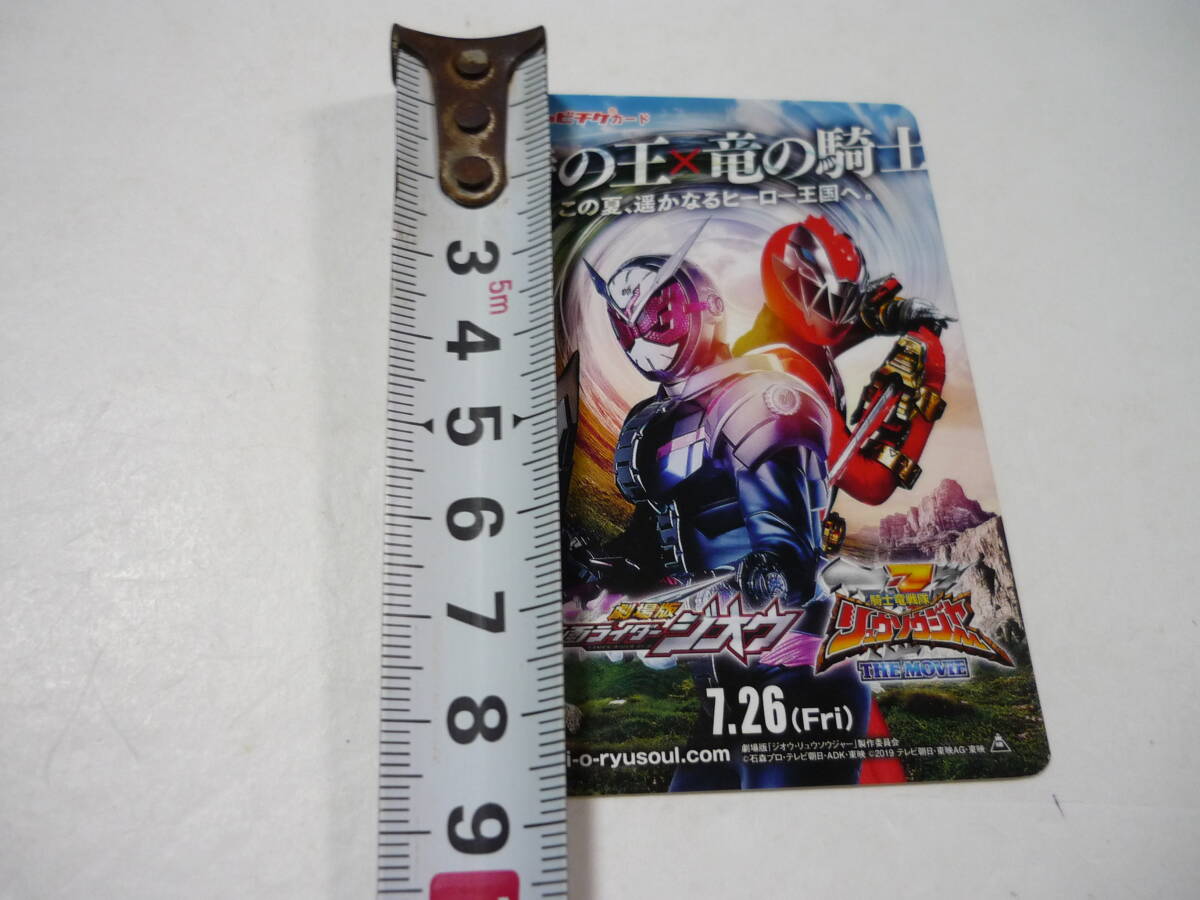 ムビチケカード
の王×竜の騎士
この夏、遥かなるヒーロー王国へ。
3
5m
4
5
6
7
8
9
劇場版
ライダージオウ
騎士竜戦隊
リュウソウジャー
THE MOVIE
7.26(Fri)
i-o-ryusoul.com
劇場版「ジオウ・リュウソウジャー」製作委員会
©石森プロ・テレビ朝日・ADK・東映 ©2019 テレビ朝日・東映AG・東映